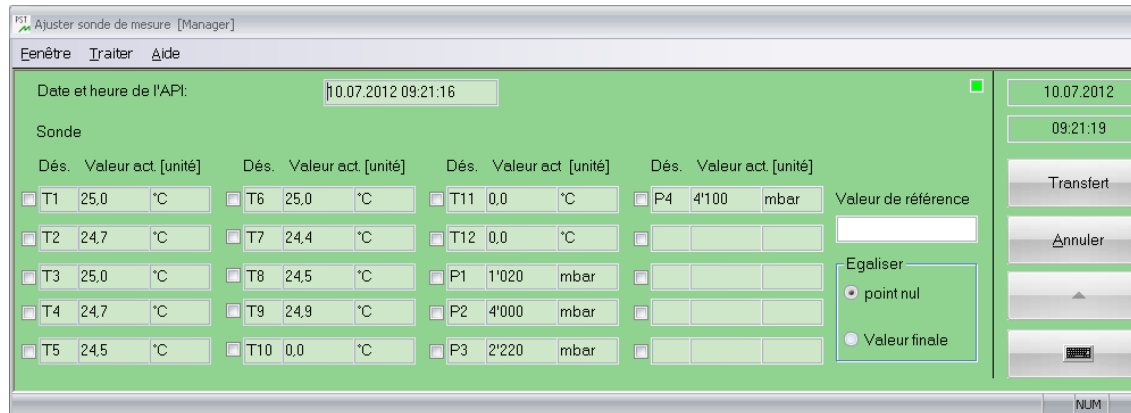 PST Ajuster sonde de mesure [Manager]
Fenêtre Traiter Aide
Date et heure de l'API: 10.07.2012 09:21:16 10.07.2012
Sonde 09:21:19
Dés. Valeur act. [unité] Dés. Valeur act. [unité] Dés. Valeur act [unité] Dés. Valeur act. [unité]
Transfert
T1 25,0 °C T6 25,0 °C T11 0,0 °C P4 4'100 mbar Valeur de référence
T2 24,7 °C T7 24,4 °C T12 0,0 °C Annuler
Egaliser
T3 25,0 °C T8 24,5 °C P1 1'020 mbar
point nul
T4 24,7 °C T9 24,9 °C P2 4'000 mbar
Valeur finale
T5 24,5 °C T10 0,0 °C P3 2'220 mbar
NUM